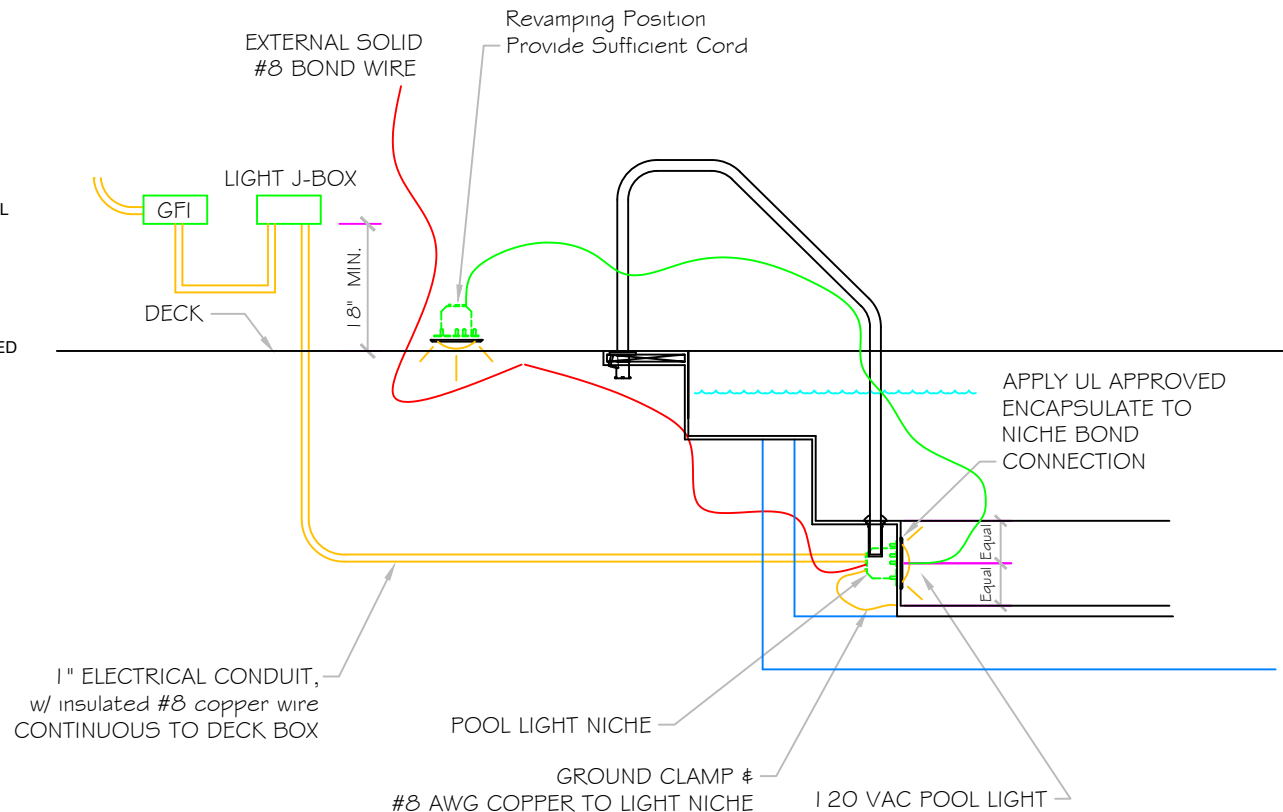 Revamping Position
Provide Sufficient Cord
EXTERNAL SOLID
#8 BOND WIRE
LIGHT J-BOX
GFI
L
18" MIN.
DECK
ED
APPLY UL APPROVED
ENCAPSULATE TO
NICHE BOND
CONNECTION
Equal
Equal
1" ELECTRICAL CONDUIT,
w/ insulated #8 copper wire
CONTINUOUS TO DECK BOX
POOL LIGHT NICHE
GROUND CLAMP &
#8 AWG COPPER TO LIGHT NICHE
120 VAC POOL LIGHT